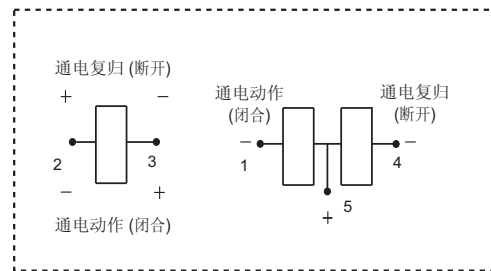 通电复归 (断开)
+ −
2 3
− +
通电动作 (闭合)
通电动作
(闭合)
− 1
通电复归
(断开)
4 −
+ 5